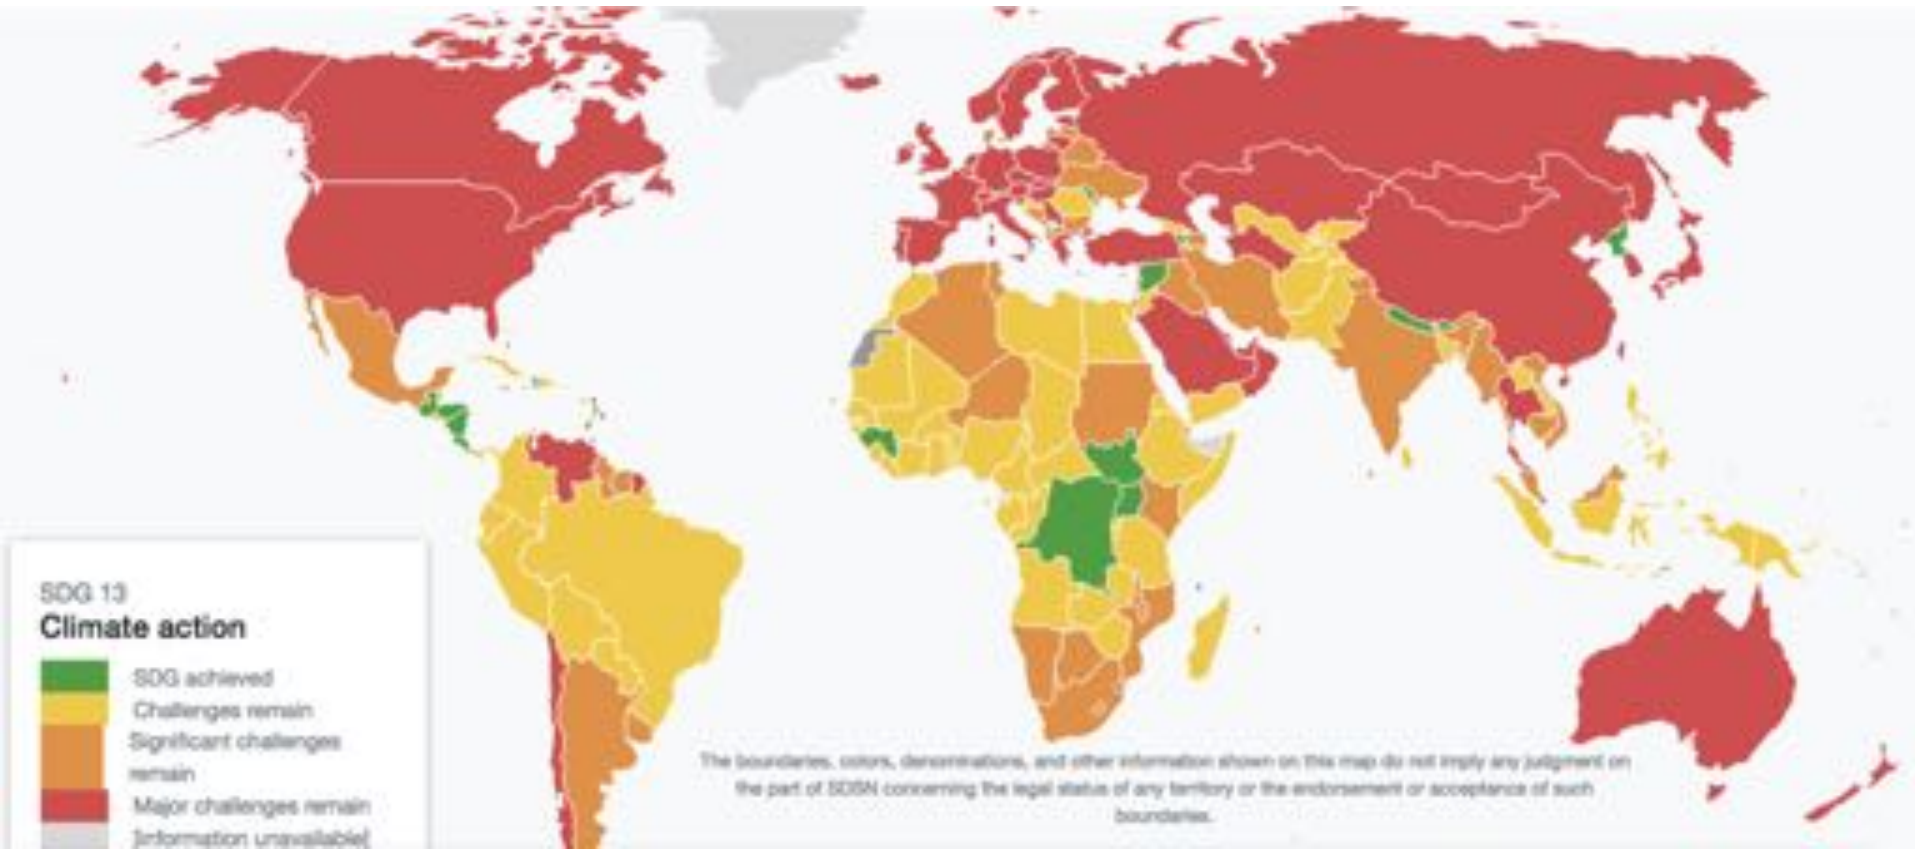 SDG 13
Climate action
SDG achieved
Challenges remain
Significant challenges
remain
Major challenges remain
[Information unavailable]
The boundaries, colors, denominations, and other information shown on this map do not imply any judgment on
the part of SDSN concerning the legal status of any territory or the endorsement or acceptance of such
boundaries.